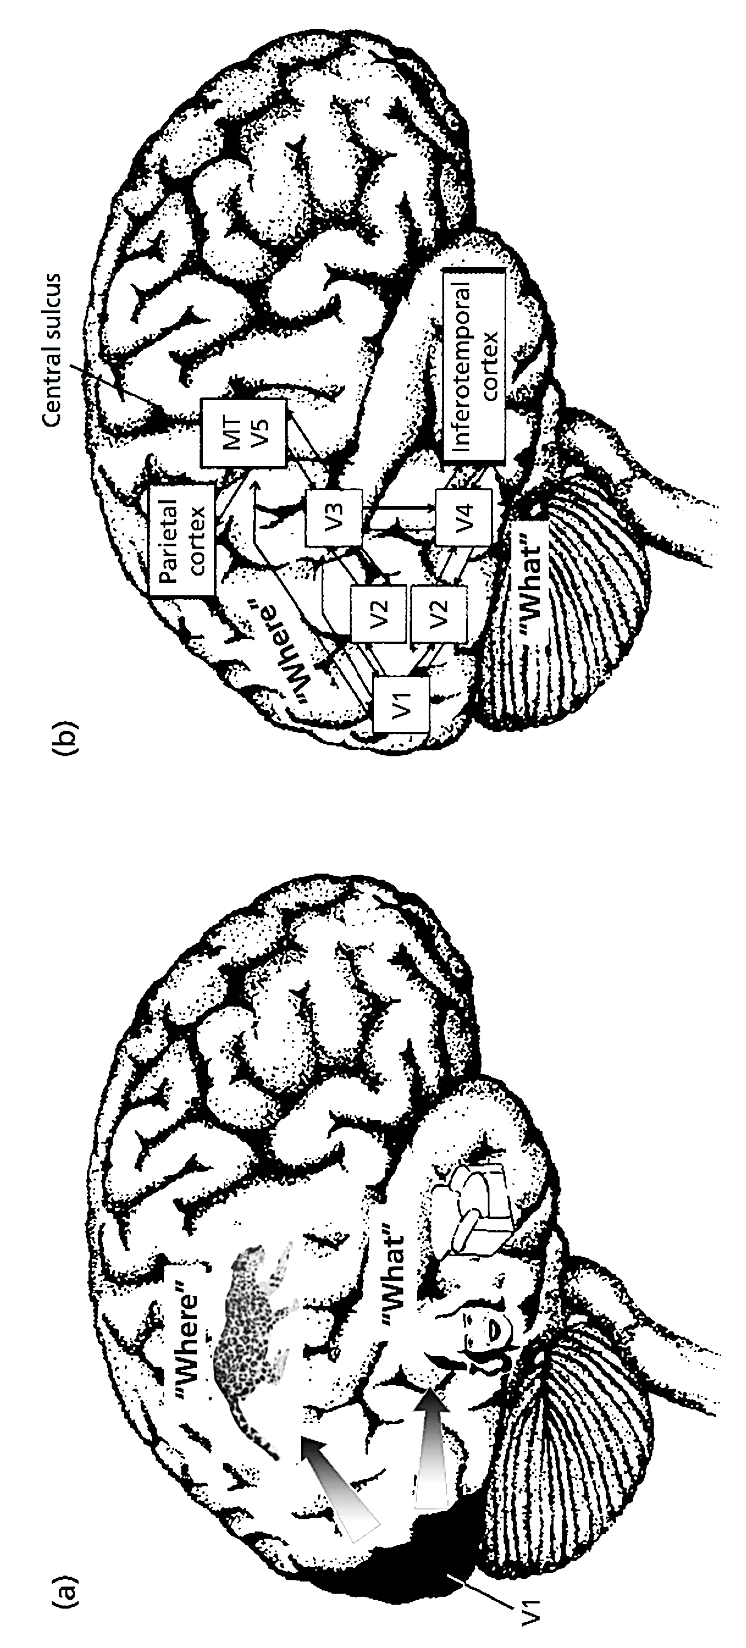 (a)
"Where"
"What"
V1
(b)
Central sulcus
Parietal
cortex
MT
V5
"Where"
V3
V2
V1
V2
V4
Inferotemporal
cortex
"What"